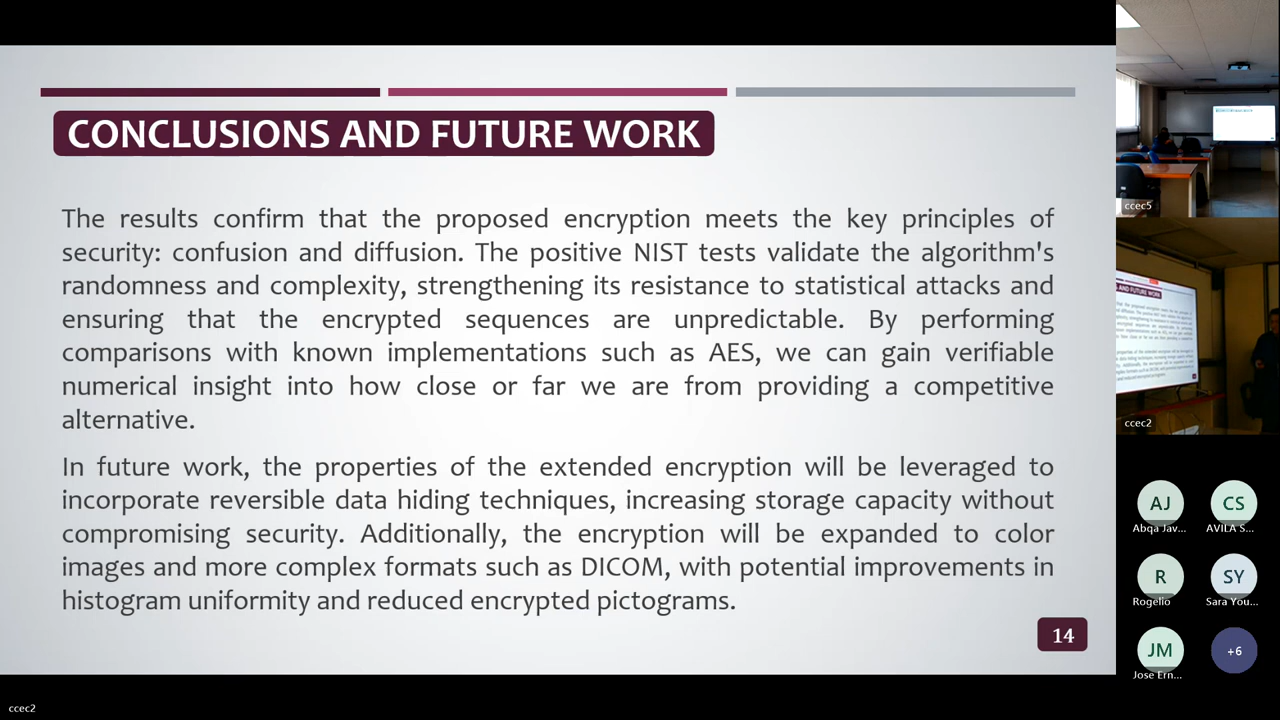 CONCLUSIONS AND FUTURE WORK
The results confirm that the proposed encryption meets the key principles of
security: confusion and diffusion. The positive NIST tests validate the algorithm's
randomness and complexity, strengthening its resistance to statistical attacks and
ensuring that the encrypted sequences are unpredictable. By performing
comparisons with known implementations such as AES, we can gain verifiable
numerical insight into how close or far we are from providing a competitive
alternative.
In future work, the properties of the extended encryption will be leveraged to
incorporate reversible data hiding techniques, increasing storage capacity without
compromising security. Additionally, the encryption will be expanded to color
images and more complex formats such as DICOM, with potential improvements in
histogram uniformity and reduced encrypted pictograms.
14
ccec5
AND FUTURE WORK
ccec2
AJ
CS
Abqa Jav...
AVILA S...
R
SY
Rogelio
Sara You...
JM
+6
Jose Ern...
ccec2